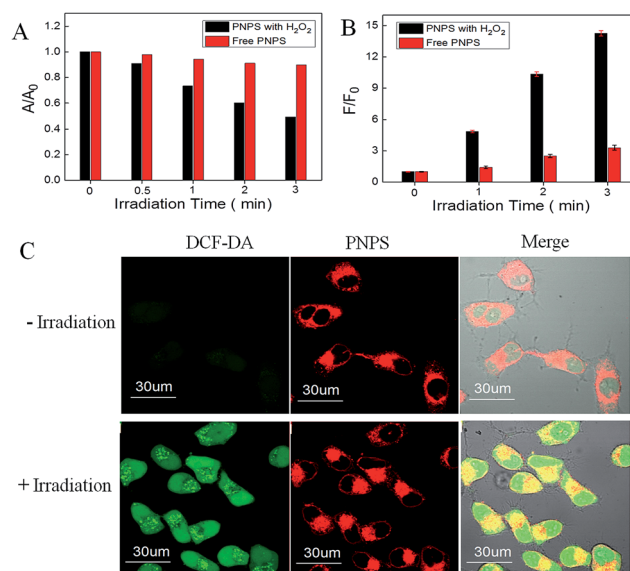 A
PNPS with H₂O₂
Free PNPS
A/A₀
1.2
1.0
0.8
0.6
0.4
0.2
0.0
0 0.5 1 2 3
Irradiation Time ( min)
B
PNPS with H₂O₂
Free PNPS
F/F₀
15
12
9
6
3
0
0 1 2 3
Irradiation Time (min)
C
DCF-DA PNPS Merge
- Irradiation
30um 30um 30um
+ Irradiation
30um 30um 30um